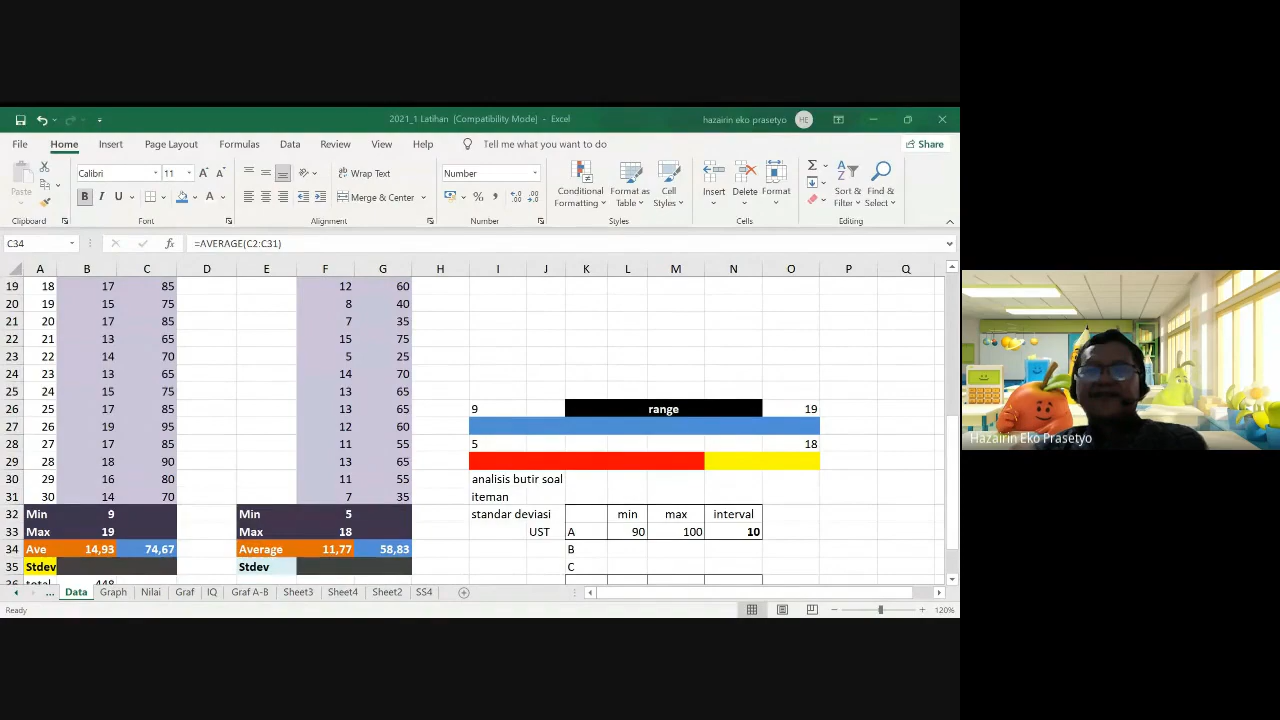 2021_1 Latihan [Compatibility Mode] - Excel
hazairin eko prasetyo HE
File Home Insert Page Layout Formulas Data Review View Help Tell me what you want to do Share
Paste Calibri 11 Wrap Text Number Conditional Formatting Format as Table Cell Styles Insert Delete Format Sort & Filter Find & Select
B I U Merge & Center
Clipboard Font Alignment Number Styles Cells Editing
C34 fx =AVERAGE(C2:C31)
A B C D E F G H I J K L M N O P Q
19 18 17 85 12 60
20 19 15 75 8 40
21 20 17 85 7 35
22 21 13 65 15 75
23 22 14 70 5 25
24 23 13 65 14 70
25 24 15 75 13 65
26 25 17 85 13 65 9 range 19
27 26 19 95 12 60
28 27 17 85 11 55 5 18
29 28 18 90 13 65
30 29 16 80 11 55 analisis butir soal
31 30 14 70 7 35 iteman
32 Min 9 Min 5 standar deviasi min max interval
33 Max 19 Max 18 UST A 90 100 10
34 Ave 14,93 74,67 Average 11,77 58,83 B
35 Stdev Stdev C
36 total 448
... Data Graph Nilai Graf IQ Graf A-B Sheet3 Sheet4 Sheet2 SS4
Ready 120%
Hazairin Eko Prasetyo